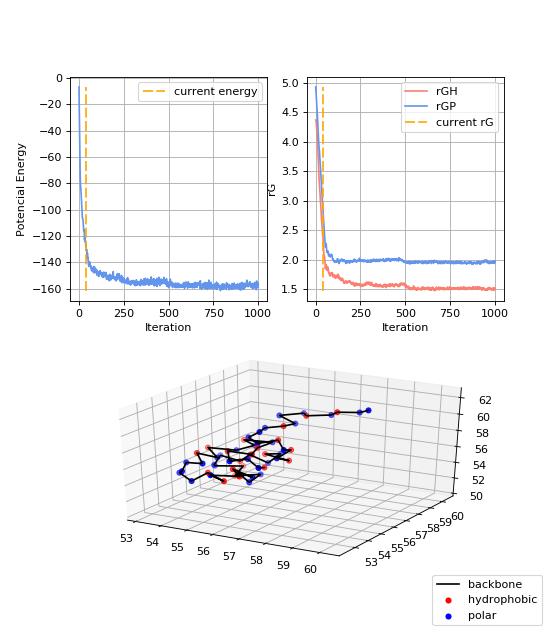 0
−20
−40
−60
−80
−100
−120
−140
−160
Potencial Energy
current energy
0 250 500 750 1000
Iteration
5.0
4.5
4.0
3.5
3.0
2.5
2.0
1.5
rG
rGH
rGP
current rG
0 250 500 750 1000
Iteration
62
60
58
56
54
52
50
53 54 55 56 57 58 59 60
53 54 55 56 57 58 59 60
backbone
hydrophobic
polar